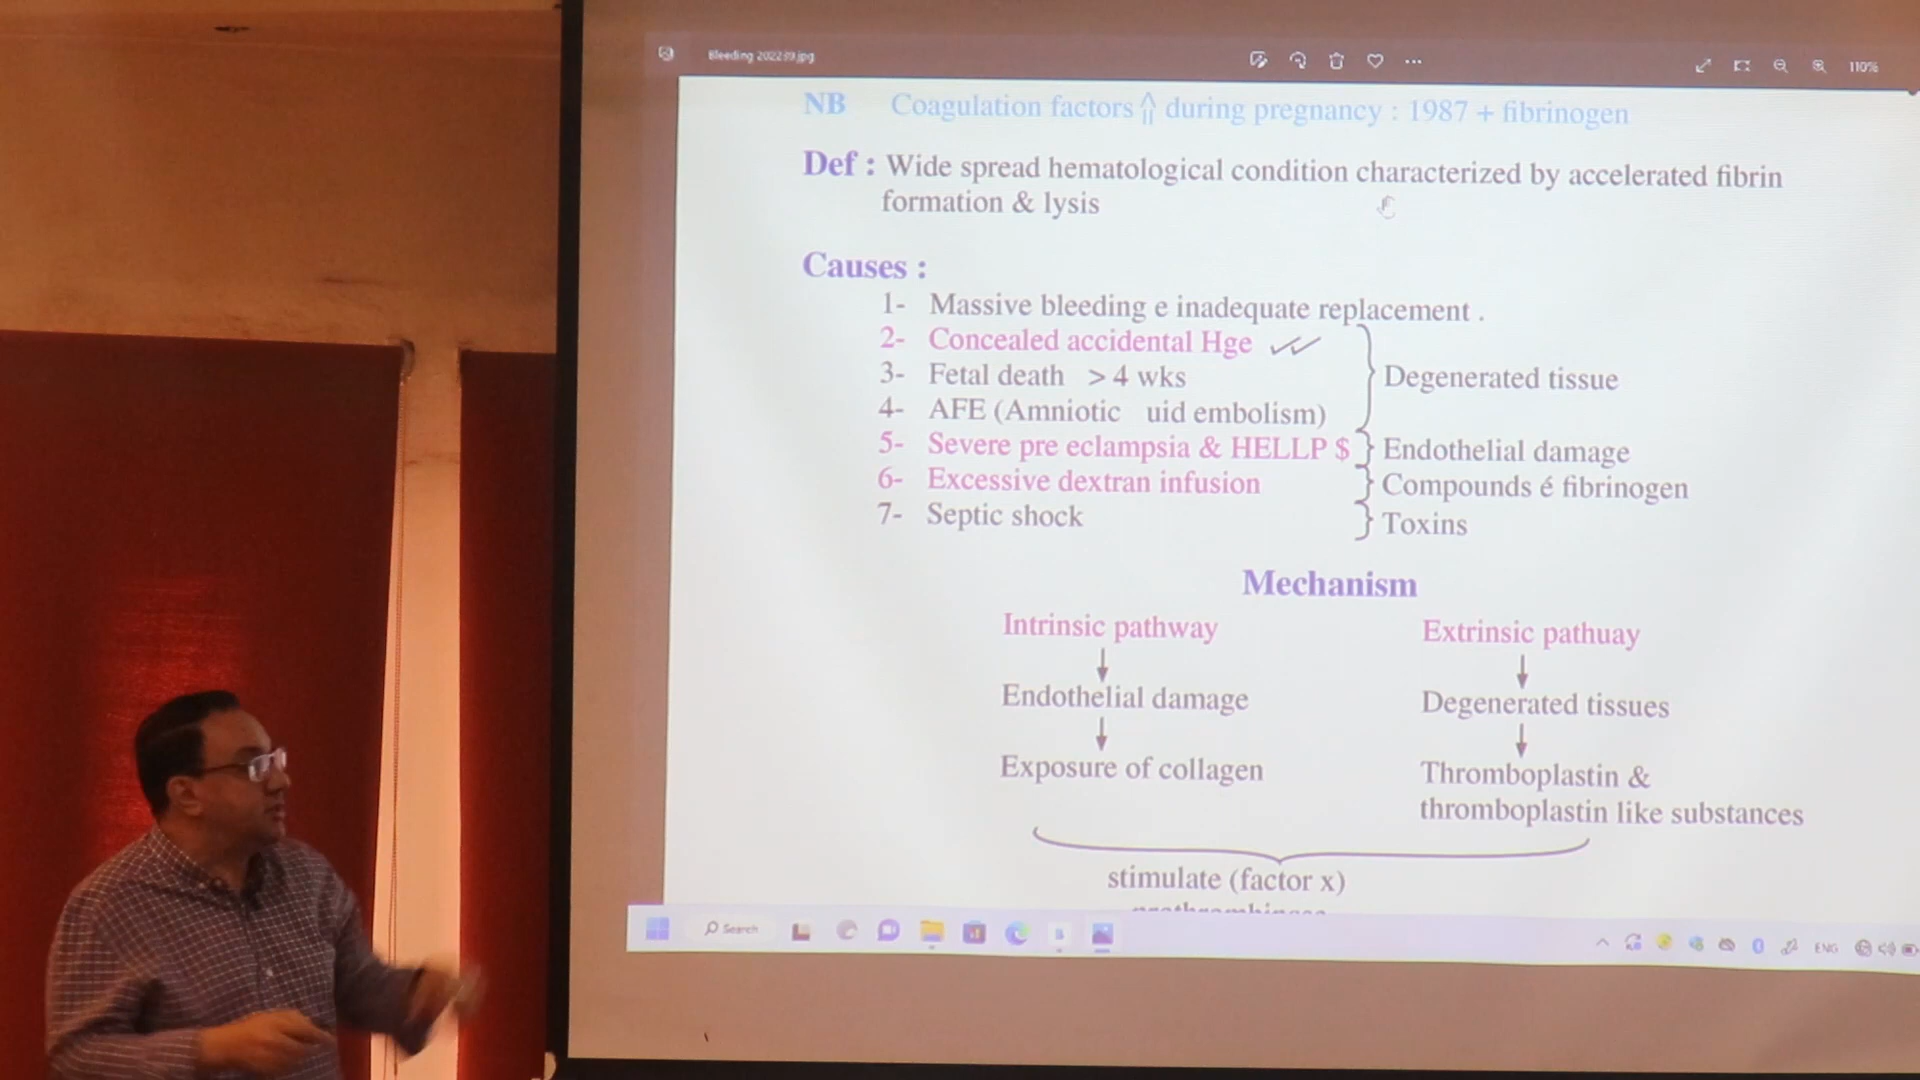 Bleeding 202239.jpg
110%
NB Coagulation factors ⇑ during pregnancy : 1987 + fibrinogen
Def : Wide spread hematological condition characterized by accelerated fibrin
formation & lysis
Causes :
1- Massive bleeding e inadequate replacement .
2- Concealed accidental Hge ✓✓
3- Fetal death > 4 wks
4- AFE (Amniotic uid embolism)
Degenerated tissue
5- Severe pre eclampsia & HELLP $ } Endothelial damage
6- Excessive dextran infusion } Compounds é fibrinogen
7- Septic shock } Toxins
Mechanism
Intrinsic pathway
↓
Endothelial damage
↓
Exposure of collagen
Extrinsic pathuay
↓
Degenerated tissues
↓
Thromboplastin &
thromboplastin like substances
stimulate (factor x)
Search
ENG